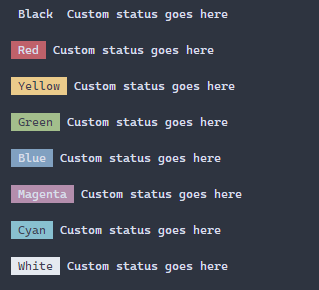 Black Custom status goes here
Red Custom status goes here
Yellow Custom status goes here
Green Custom status goes here
Blue Custom status goes here
Magenta Custom status goes here
Cyan Custom status goes here
White Custom status goes here